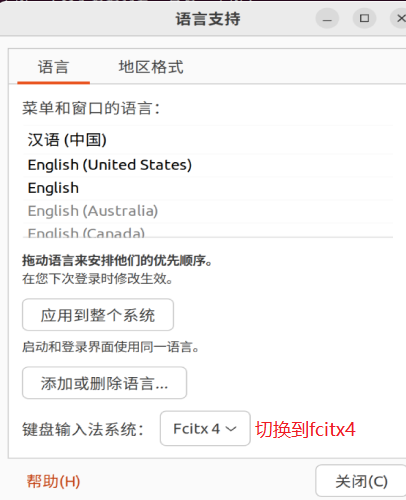 语言支持
语言
地区格式
菜单和窗口的语言：
汉语 (中国)
English (United States)
English
English (Australia)
English (Canada)
拖动语言来安排他们的优先顺序。
在您下次登录时修改生效。
应用到整个系统
启动和登录界面使用同一语言。
添加或删除语言...
键盘输入法系统： Fcitx 4 切换到fcitx4
帮助(H)
关闭(C)